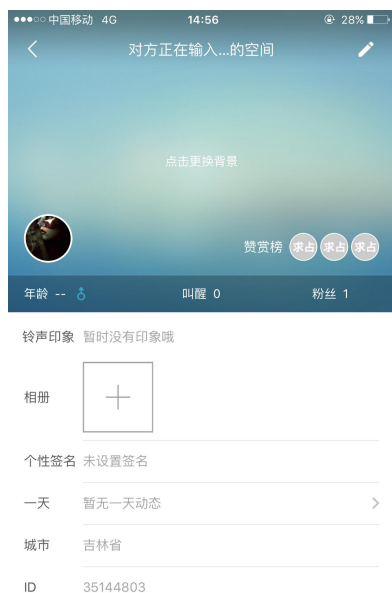 中国移动 4G 14:56 28%
对方正在输入...的空间
点击更换背景
赞赏榜 求占 求占 求占
年龄 -- 叫醒 0 粉丝 1
铃声印象 暂时没有印象哦
相册
个性签名 未设置签名
一天 暂无一天动态
城市 吉林省
ID 35144803